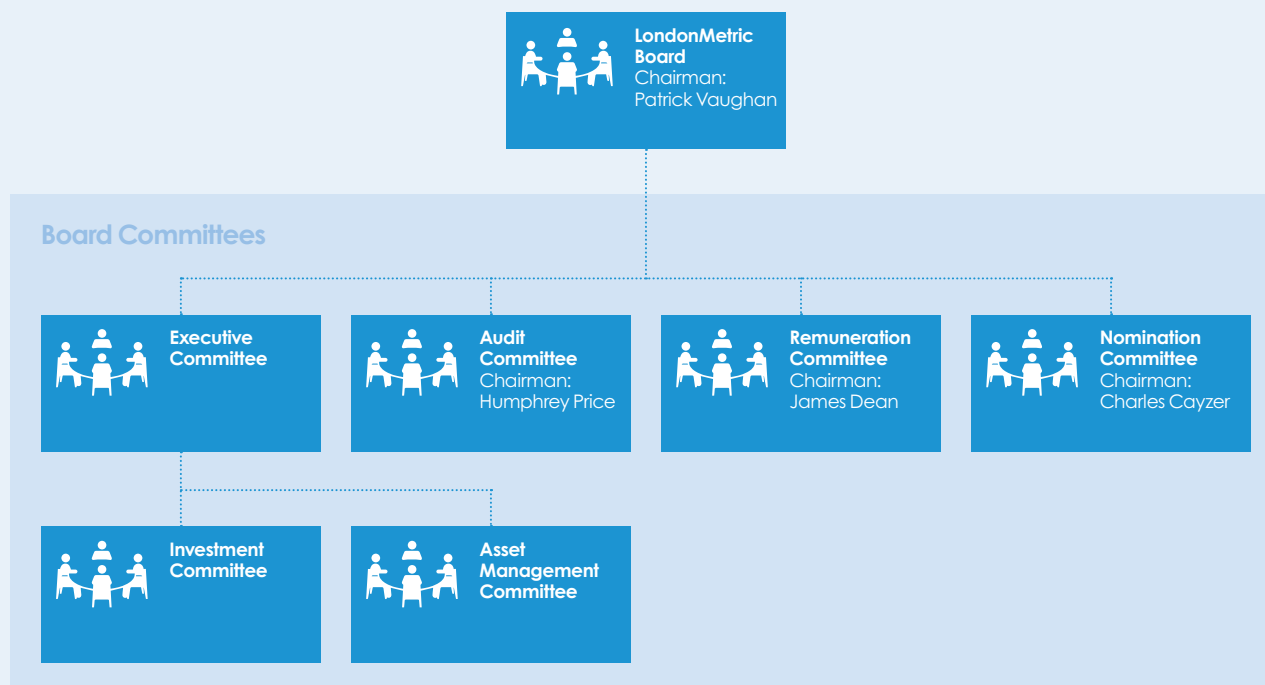 LondonMetric
Board
Chairman:
Patrick Vaughan
Board Committees
Executive
Committee
Audit
Committee
Chairman:
Humphrey Price
Remuneration
Committee
Chairman:
James Dean
Nomination
Committee
Chairman:
Charles Cayzer
Investment
Committee
Asset
Management
Committee